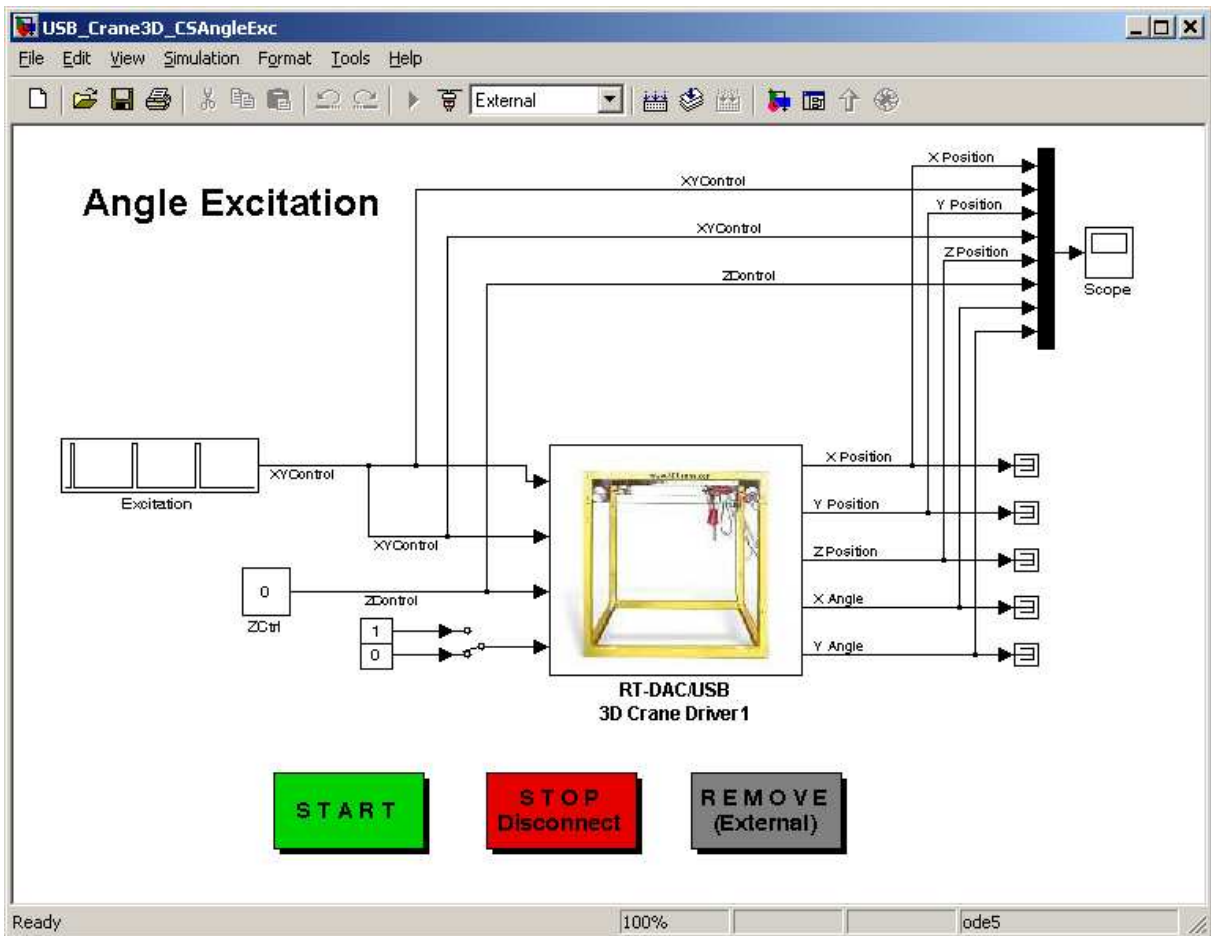 USB_Crane3D_CSAngleExc
File Edit View Simulation Format Tools Help
External
Angle Excitation
X Position
XYControl
Y Position
XYControl
Z Position
ZControl
Scope
Excitation
XYControl
XYControl
0
ZCtrl
ZControl
1
0
X Position
Y Position
Z Position
X Angle
Y Angle
RT-DAC/USB
3D Crane Driver1
START
STOP
Disconnect
REMOVE
(External)
Ready 100% ode5